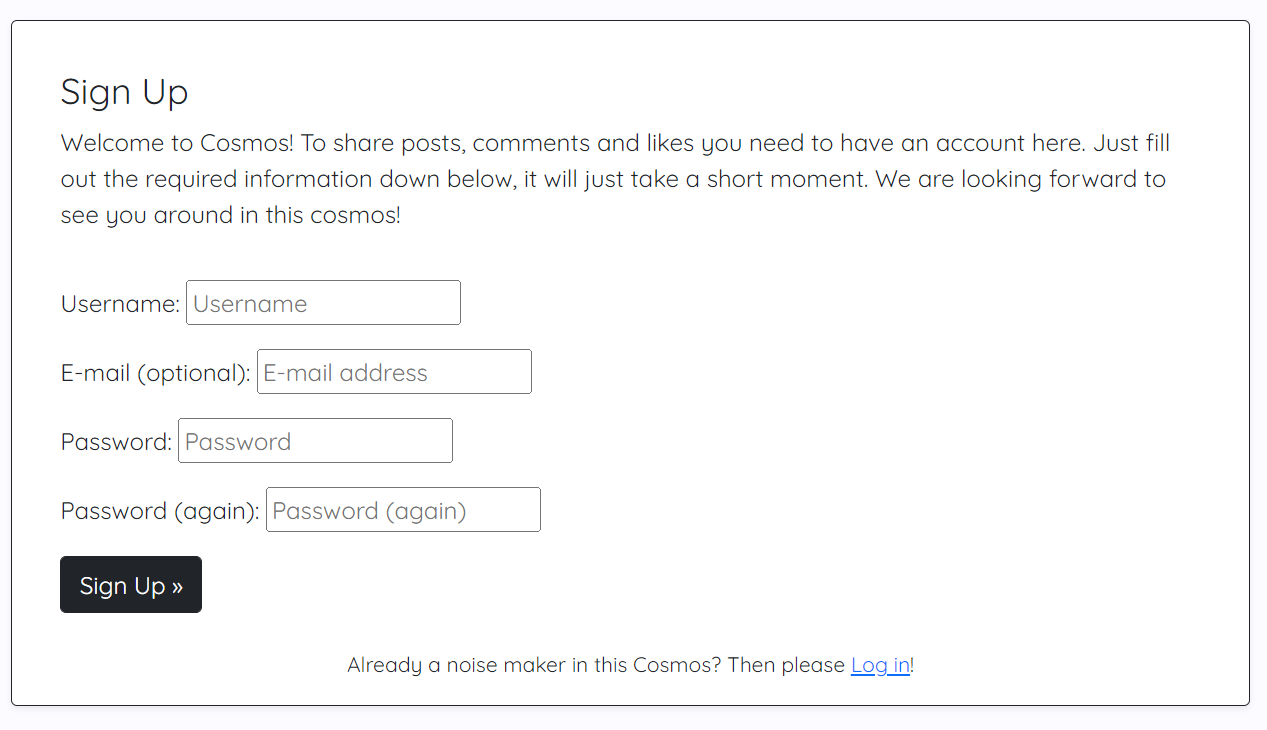 Sign Up
Welcome to Cosmos! To share posts, comments and likes you need to have an account here. Just fill
out the required information down below, it will just take a short moment. We are looking forward to
see you around in this cosmos!
Username: Username
E-mail (optional): E-mail address
Password: Password
Password (again): Password (again)
Sign Up »
Already a noise maker in this Cosmos? Then please Log in!